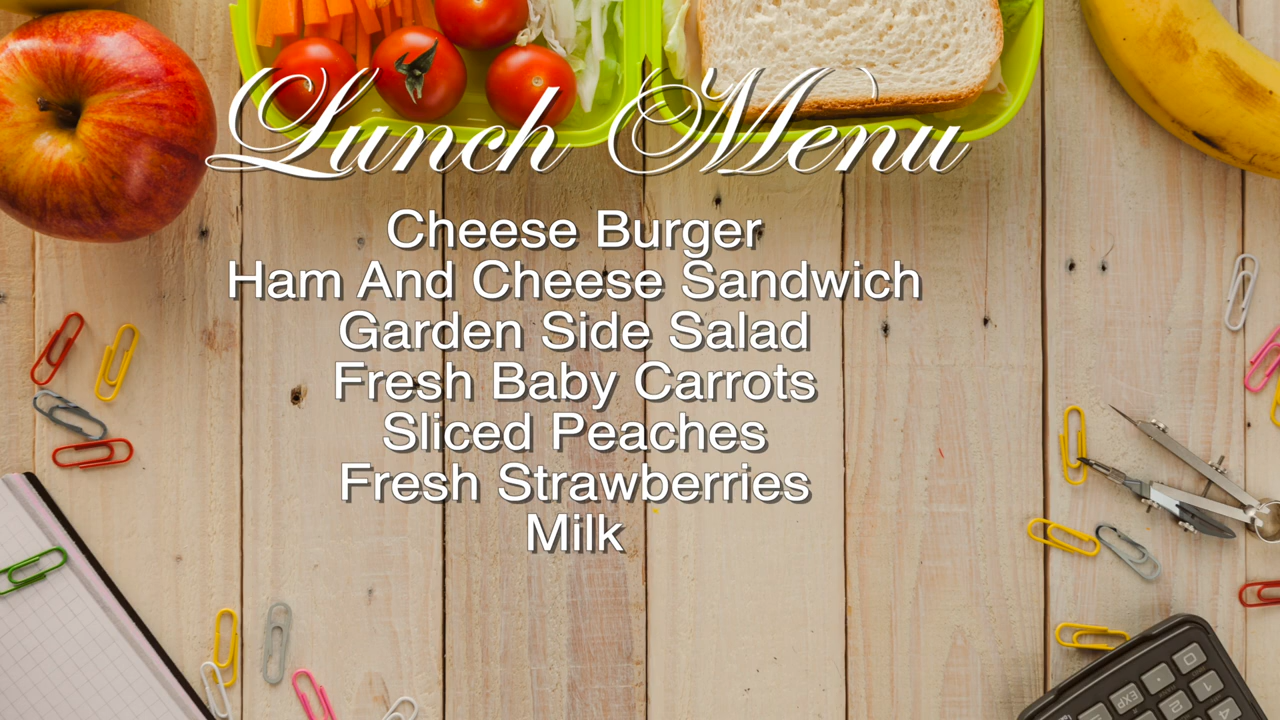 Lunch Menu
Cheese Burger
Ham And Cheese Sandwich
Garden Side Salad
Fresh Baby Carrots
Sliced Peaches
Fresh Strawberries
Milk
EXP